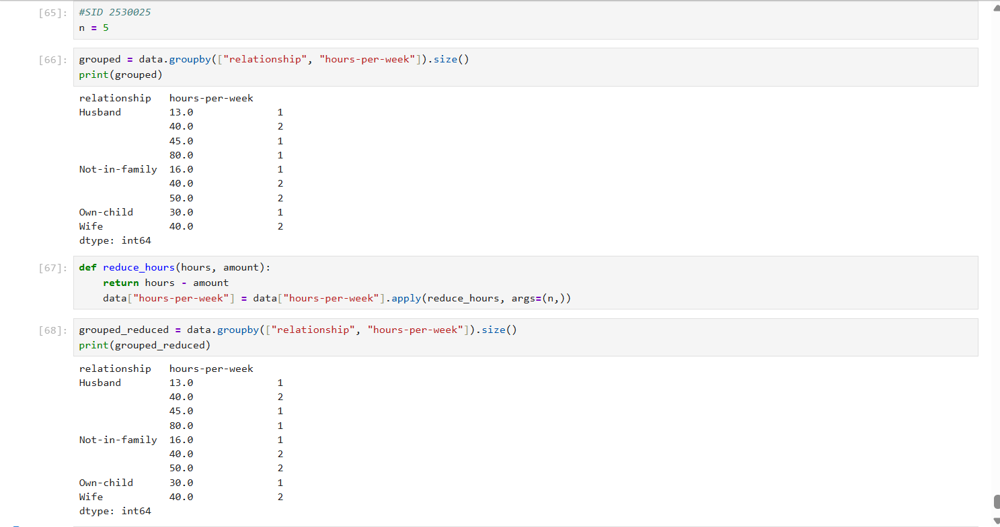 [65]: #SID 2530025
n = 5
[66]: grouped = data.groupby(["relationship", "hours-per-week"]).size()
print(grouped)
relationship   hours-per-week
Husband        13.0              1
               40.0              2
               45.0              1
               80.0              1
Not-in-family  16.0              1
               40.0              2
               50.0              2
Own-child      30.0              1
Wife           40.0              2
dtype: int64
[67]: def reduce_hours(hours, amount):
    return hours - amount
    data["hours-per-week"] = data["hours-per-week"].apply(reduce_hours, args=(n,))
[68]: grouped_reduced = data.groupby(["relationship", "hours-per-week"]).size()
print(grouped_reduced)
relationship   hours-per-week
Husband        13.0              1
               40.0              2
               45.0              1
               80.0              1
Not-in-family  16.0              1
               40.0              2
               50.0              2
Own-child      30.0              1
Wife           40.0              2
dtype: int64